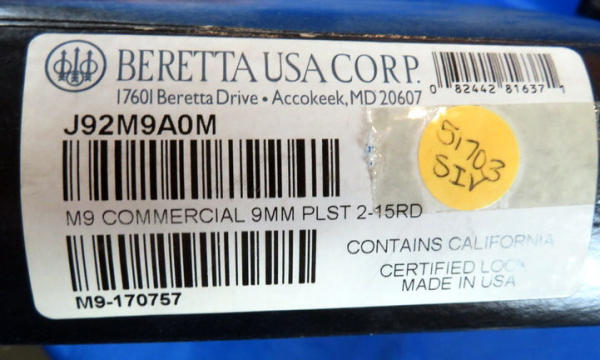 BERETTA USA CORP.
17601 Beretta Drive • Accokeek, MD 20607
0 82442 81637 1
J92M9A0M
51703
SIV
M9 COMMERCIAL 9MM PLST 2-15RD
CONTAINS CALIFORNIA
CERTIFIED LOCK
MADE IN USA
M9-170757